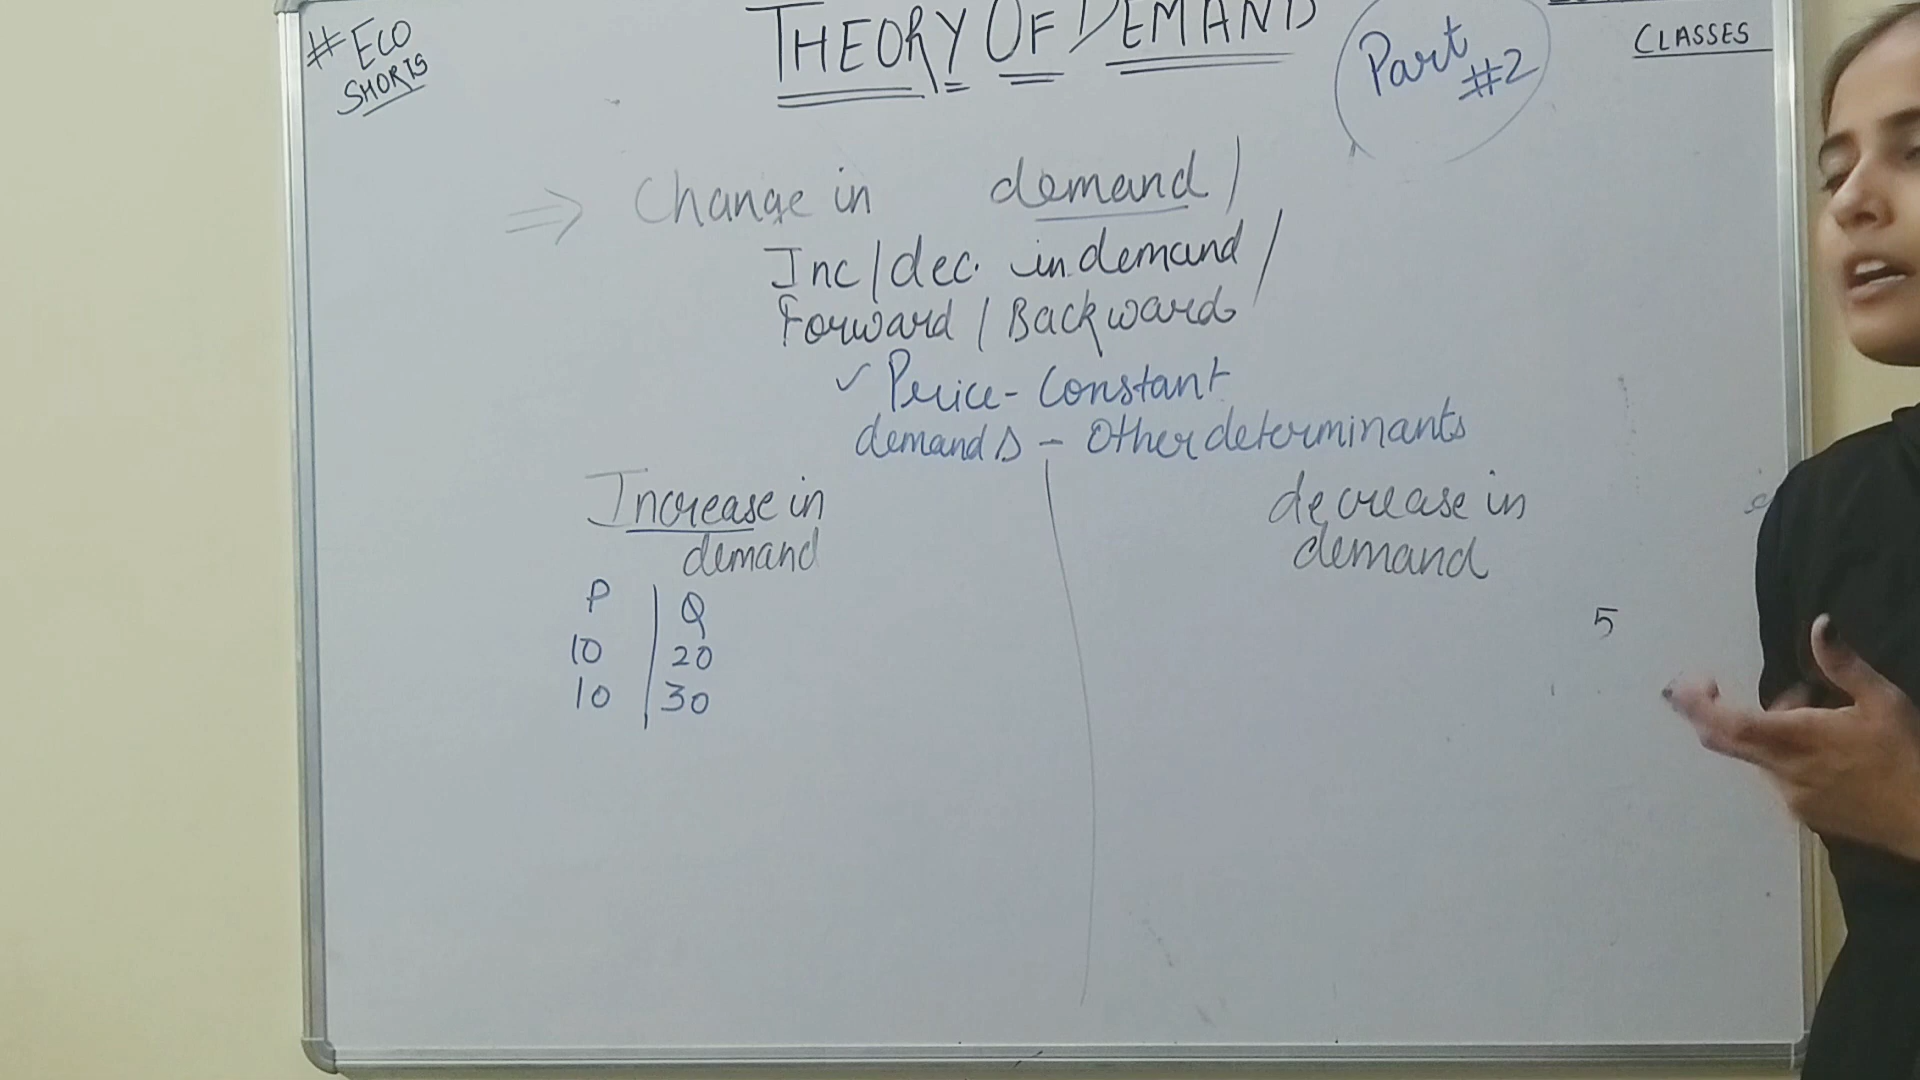 #ECO
SHORTS
THEORY OF DEMAND
Part
#2
CLASSES
⇒ Change in demand /
Inc/dec. in demand /
Forward / Backward
✓ Price - Constant
demand Δ - Other determinants
Increase in
demand
P | Q
10 | 20
10 | 30
decrease in
demand
5